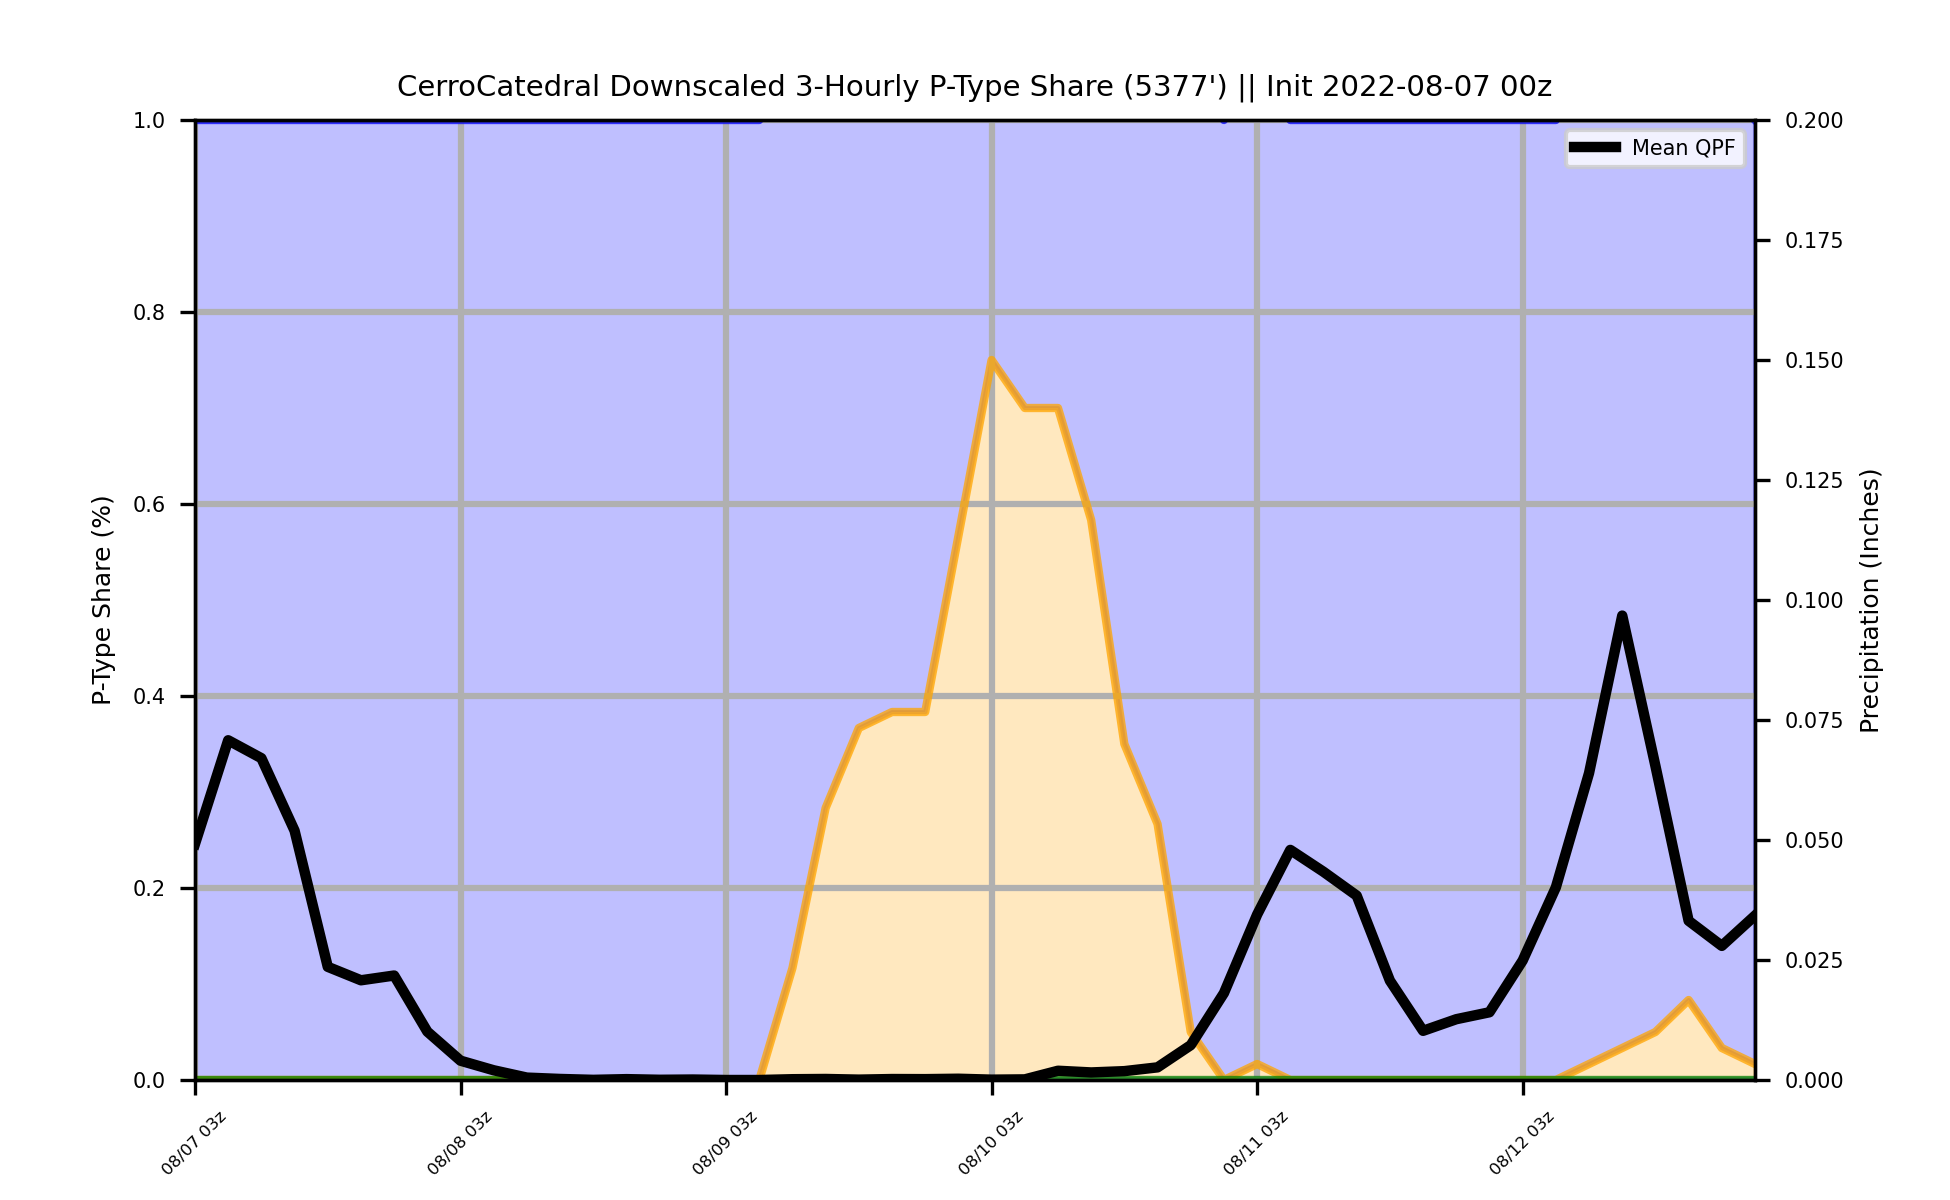 CerroCatedral Downscaled 3-Hourly P-Type Share (5377') || Init 2022-08-07 00z
Mean QPF
P-Type Share (%)
1.0
0.8
0.6
0.4
0.2
0.0
0.200
0.175
0.150
0.125
0.100
0.075
0.050
0.025
0.000
Precipitation (Inches)
08/07 03z
08/08 03z
08/09 03z
08/10 03z
08/11 03z
08/12 03z